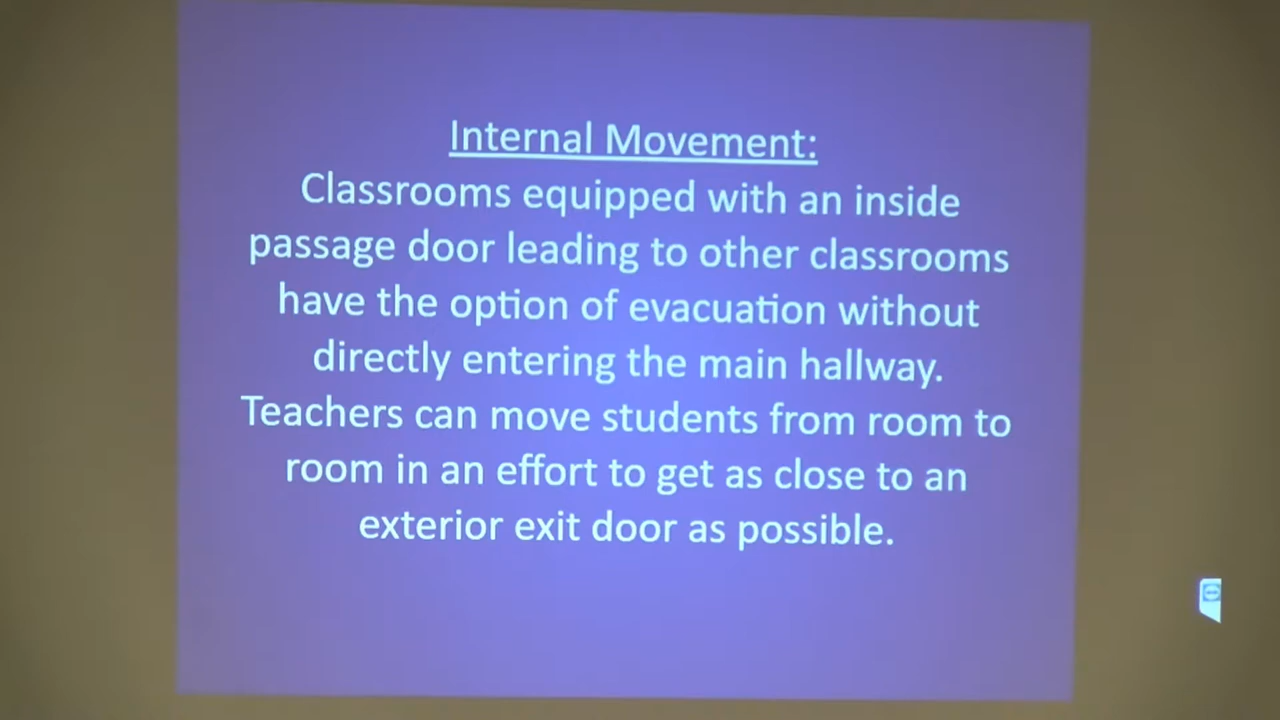 Internal Movement:
Classrooms equipped with an inside
passage door leading to other classrooms
have the option of evacuation without
directly entering the main hallway.
Teachers can move students from room to
room in an effort to get as close to an
exterior exit door as possible.